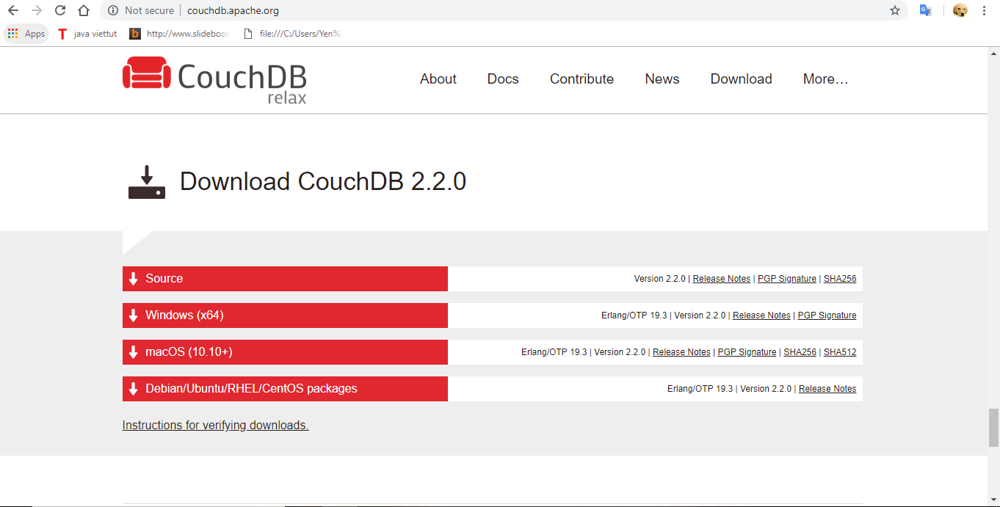 Not secure | couchdb.apache.org
Apps java viettut http://www.slideboor file:///C:/Users/Yen%2
CouchDB
relax
About Docs Contribute News Download More…
Download CouchDB 2.2.0
Source Version 2.2.0 | Release Notes | PGP Signature | SHA256
Windows (x64) Erlang/OTP 19.3 | Version 2.2.0 | Release Notes | PGP Signature
macOS (10.10+) Erlang/OTP 19.3 | Version 2.2.0 | Release Notes | PGP Signature | SHA256 | SHA512
Debian/Ubuntu/RHEL/CentOS packages Erlang/OTP 19.3 | Version 2.2.0 | Release Notes
Instructions for verifying downloads.